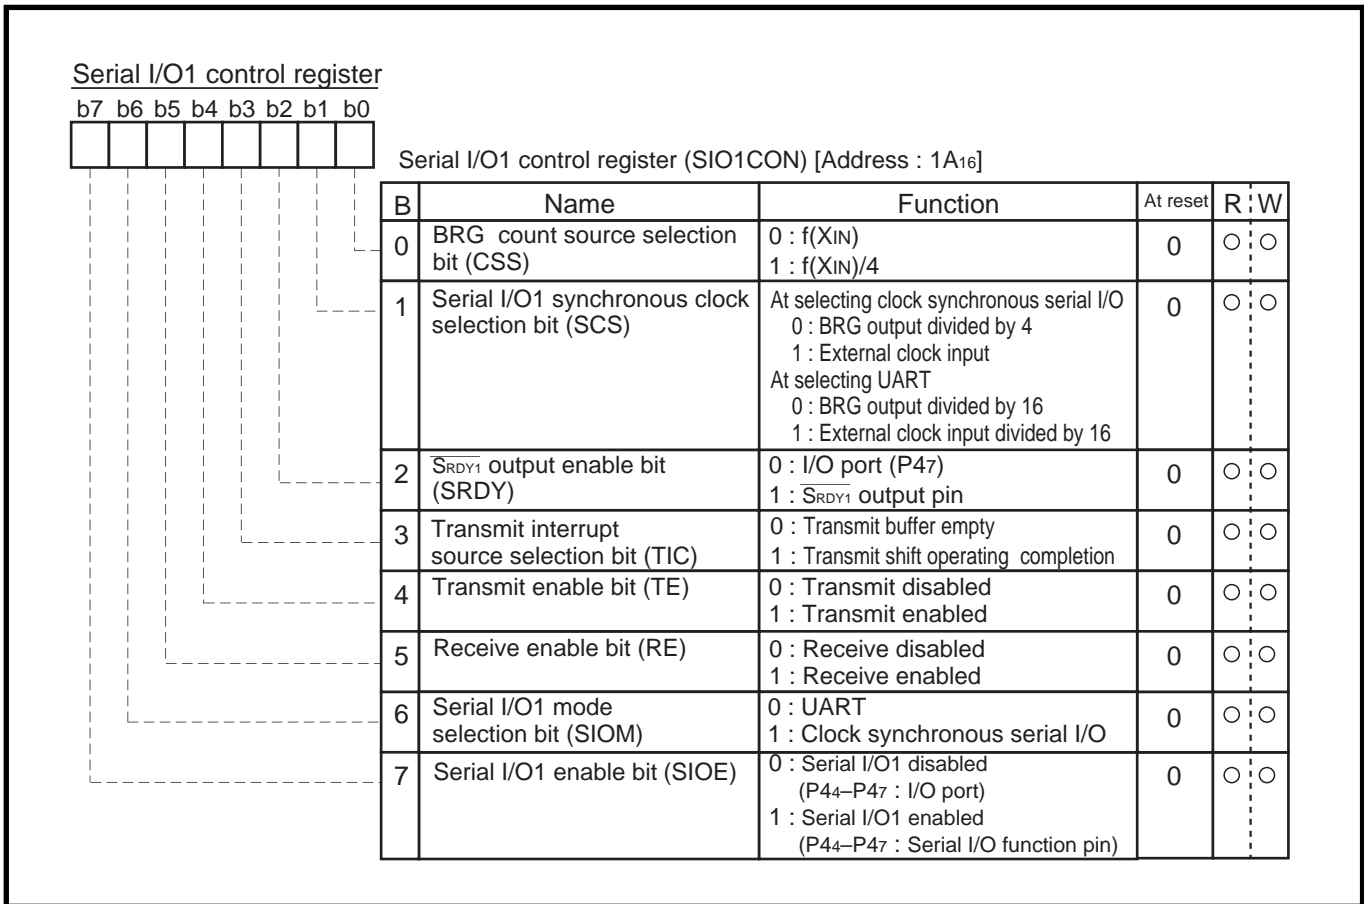 Serial I/O1 control register
b7 b6 b5 b4 b3 b2 b1 b0
Serial I/O1 control register (SIO1CON) [Address : 1A16]
B Name Function At reset R W
0 BRG count source selection bit (CSS)
0 : f(XIN)
1 : f(XIN)/4
0 ○ ○
1 Serial I/O1 synchronous clock selection bit (SCS)
At selecting clock synchronous serial I/O
0 : BRG output divided by 4
1 : External clock input
At selecting UART
0 : BRG output divided by 16
1 : External clock input divided by 16
0 ○ ○
2 SRDY1 output enable bit (SRDY)
0 : I/O port (P47)
1 : SRDY1 output pin
0 ○ ○
3 Transmit interrupt source selection bit (TIC)
0 : Transmit buffer empty
1 : Transmit shift operating completion
0 ○ ○
4 Transmit enable bit (TE)
0 : Transmit disabled
1 : Transmit enabled
0 ○ ○
5 Receive enable bit (RE)
0 : Receive disabled
1 : Receive enabled
0 ○ ○
6 Serial I/O1 mode selection bit (SIOM)
0 : UART
1 : Clock synchronous serial I/O
0 ○ ○
7 Serial I/O1 enable bit (SIOE)
0 : Serial I/O1 disabled
(P44–P47 : I/O port)
1 : Serial I/O1 enabled
(P44–P47 : Serial I/O function pin)
0 ○ ○